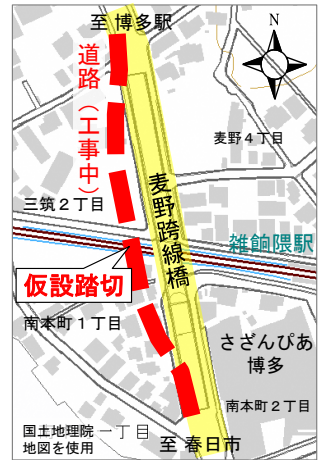 至 博多駅
N
道路（工事中）
麦野４丁目
麦野跨線橋
三筑２丁目
雑餉隈駅
仮設踏切
南本町１丁目
さざんぴあ
博多
南本町２丁目
国土地理院
地図を使用
一丁目
至 春日市